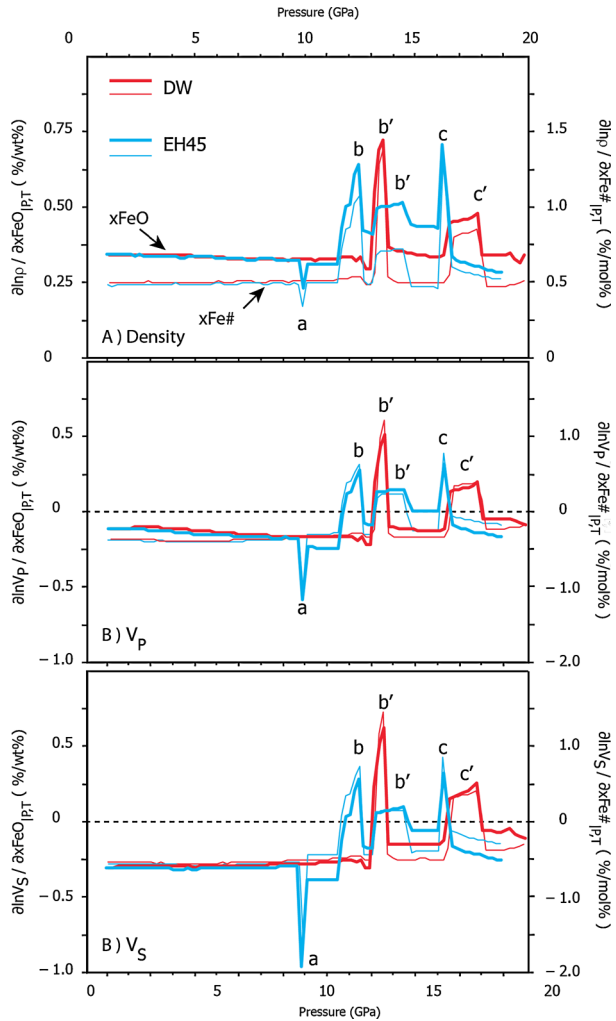 Pressure (GPa)
0 5 10 15 20
DW
EH45
0.75
0.50
0.25
0
∂lnρ / ∂xFeO|P,T ( %/wt%)
1.5
1.0
0.5
0
∂lnρ / ∂xFe# |P,T ( %/mol%)
b
b′
b′
c
c′
xFeO
xFe#
a
A ) Density
0.5
0
− 0.5
− 1.0
∂lnVP / ∂xFeO|P,T ( %/wt%)
1.0
0
− 1.0
− 2.0
∂lnVP / ∂xFe# |P,T ( %/mol%)
b
b′
b′
c
c′
a
B ) VP
0.5
0
− 0.5
− 1.0
∂lnVS / ∂xFeO|P,T (%/wt%)
1.0
0
− 1.0
− 2.0
∂lnVS / ∂xFe# |P,T ( %/mol%)
b
b′
b′
c
c′
a
B ) VS
0 5 10 15 20
Pressure (GPa)